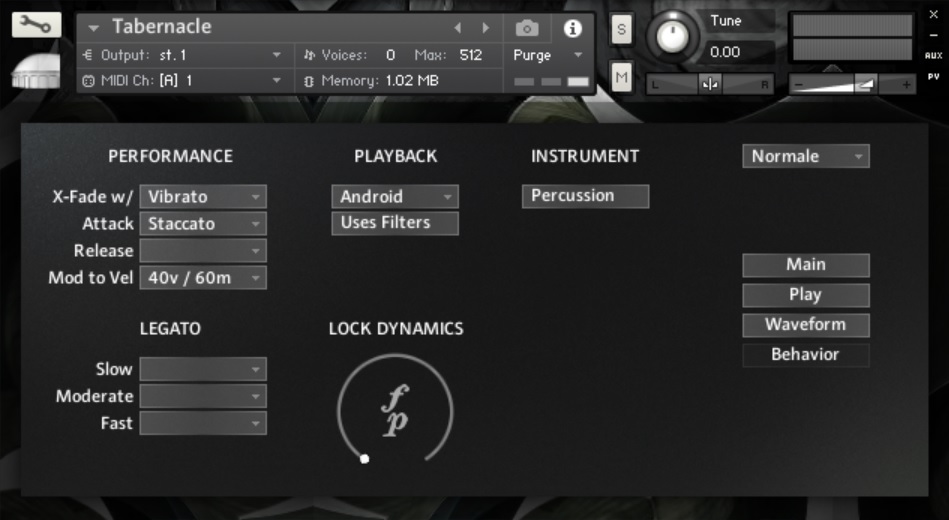 Tabernacle
Output: st. 1
Voices: 0 Max: 512
Purge
MIDI Ch: [A] 1
Memory: 1.02 MB
S
M
Tune
0.00
L
R
-
+
x
-
AUX
PV
PERFORMANCE
X-Fade w/ Vibrato
Attack Staccato
Release
Mod to Vel 40v / 60m
LEGATO
Slow
Moderate
Fast
PLAYBACK
Android
Uses Filters
LOCK DYNAMICS
f
p
INSTRUMENT
Percussion
Normale
Main
Play
Waveform
Behavior